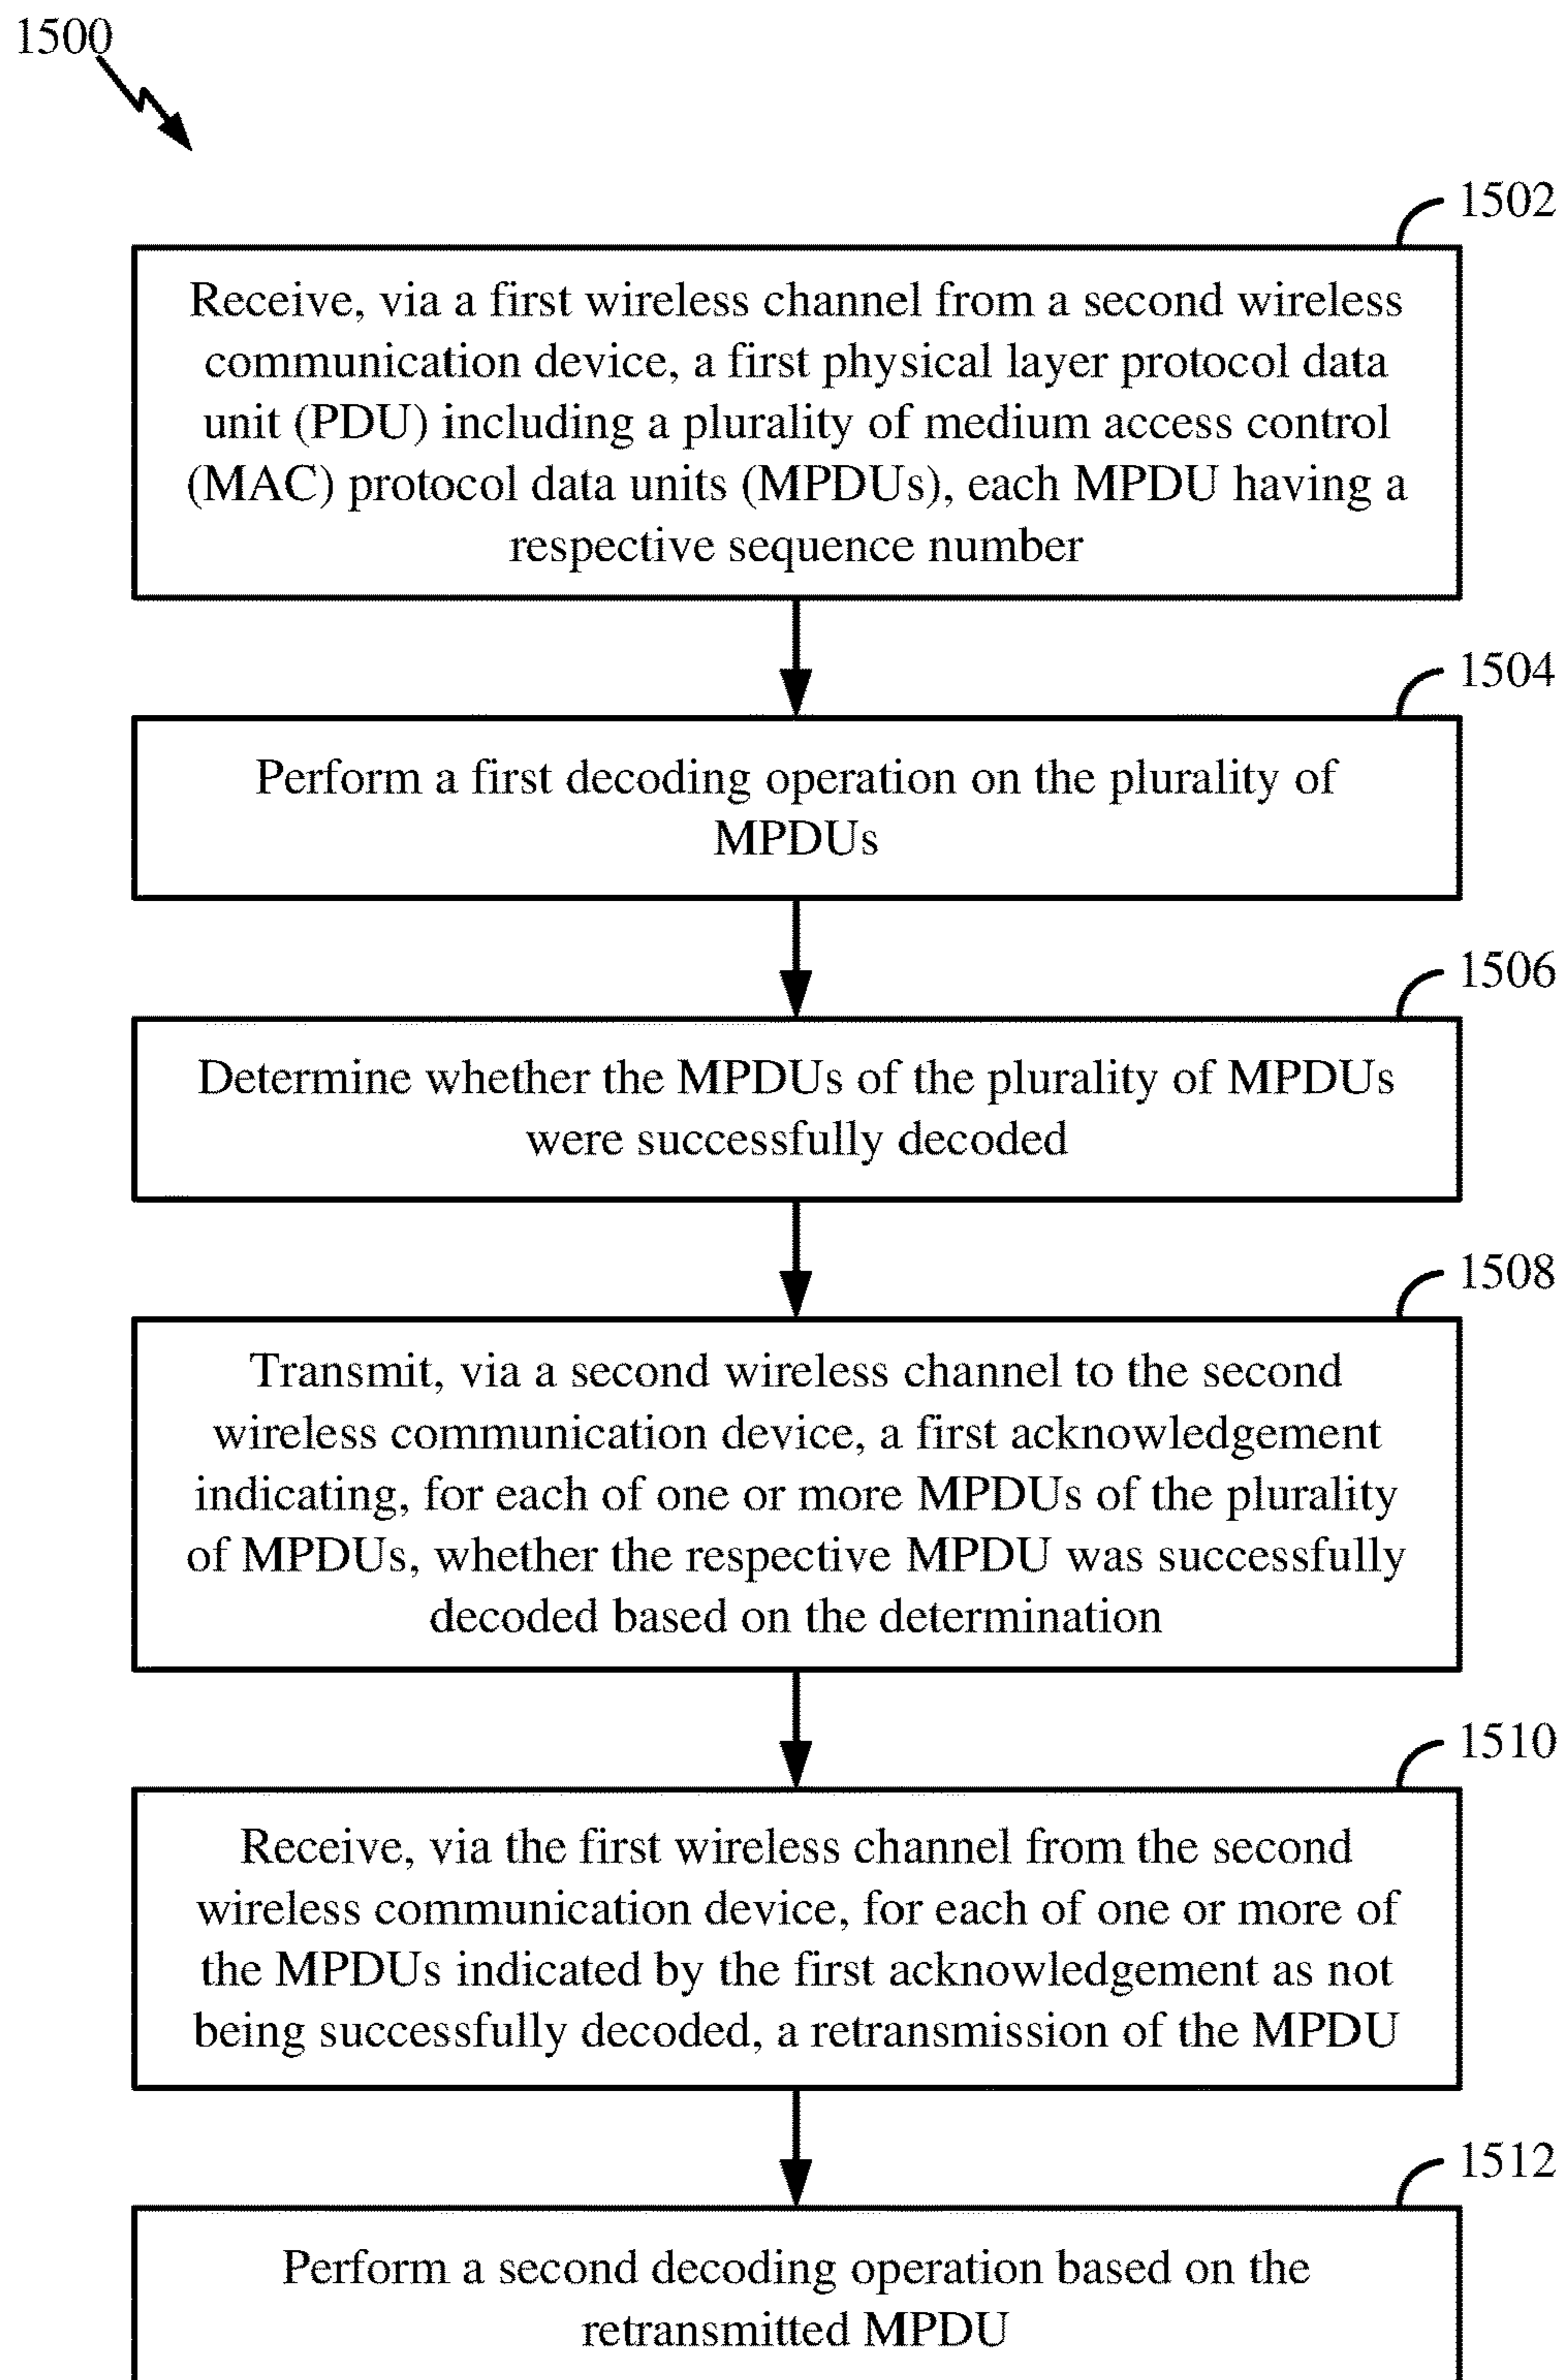 1500
1502
Receive, via a first wireless channel from a second wireless
communication device, a first physical layer protocol data
unit (PDU) including a plurality of medium access control
(MAC) protocol data units (MPDUs), each MPDU having a
respective sequence number
1504
Perform a first decoding operation on the plurality of
MPDUs
1506
Determine whether the MPDUs of the plurality of MPDUs
were successfully decoded
1508
Transmit, via a second wireless channel to the second
wireless communication device, a first acknowledgement
indicating, for each of one or more MPDUs of the plurality
of MPDUs, whether the respective MPDU was successfully
decoded based on the determination
1510
Receive, via the first wireless channel from the second
wireless communication device, for each of one or more of
the MPDUs indicated by the first acknowledgement as not
being successfully decoded, a retransmission of the MPDU
1512
Perform a second decoding operation based on the
retransmitted MPDU